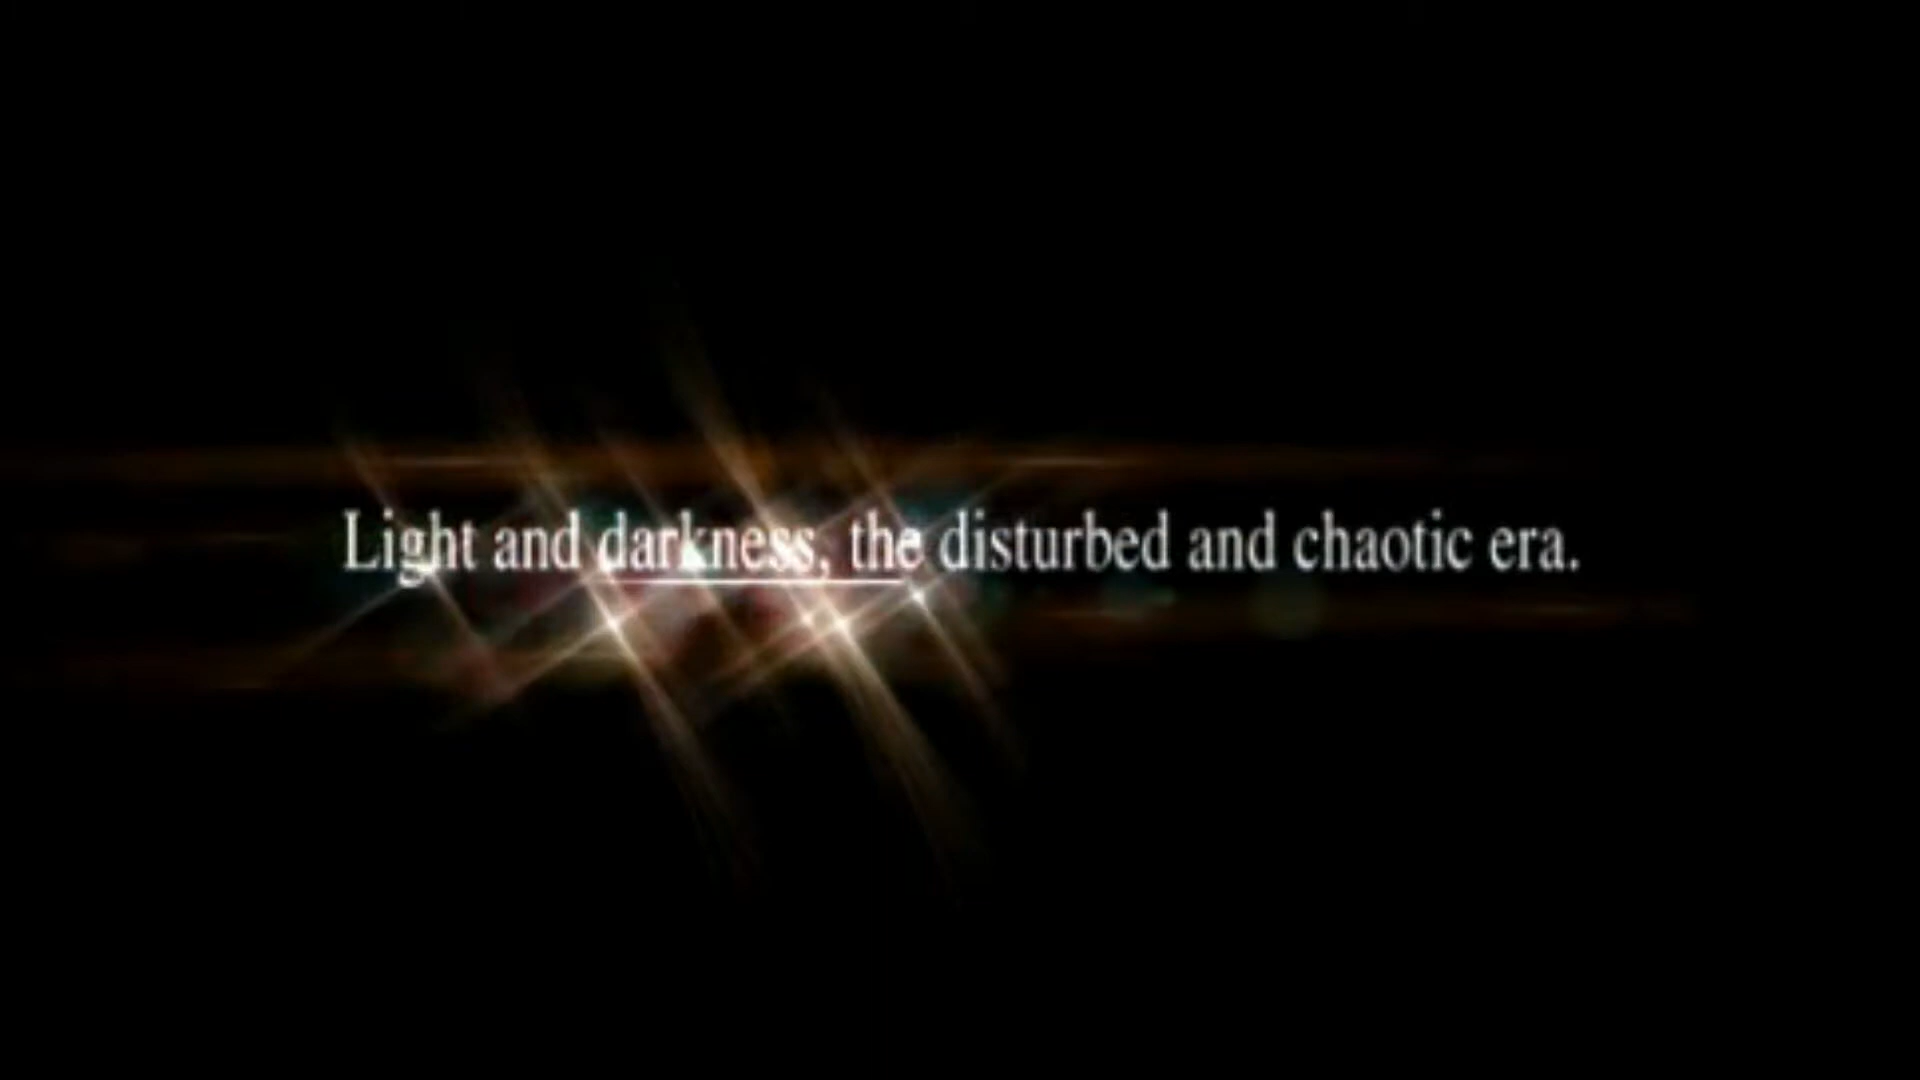 Light and darkness, the disturbed and chaotic era.